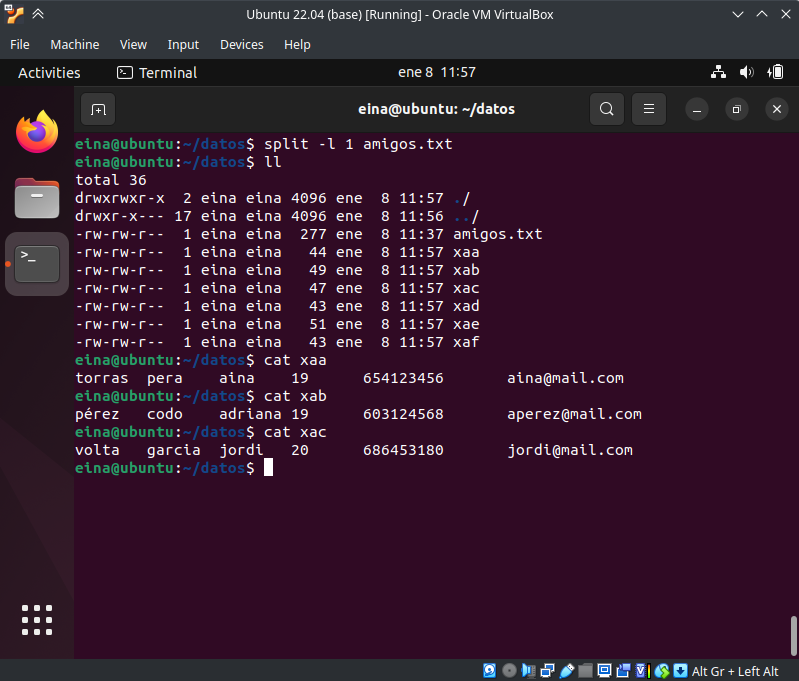 Ubuntu 22.04 (base) [Running] - Oracle VM VirtualBox
File Machine View Input Devices Help
Activities Terminal ene 8 11:57
eina@ubuntu: ~/datos
eina@ubuntu:~/datos$ split -l 1 amigos.txt
eina@ubuntu:~/datos$ ll
total 36
drwxrwxr-x  2 eina eina 4096 ene  8 11:57 ./
drwxr-x--- 17 eina eina 4096 ene  8 11:56 ../
-rw-rw-r--  1 eina eina  277 ene  8 11:37 amigos.txt
-rw-rw-r--  1 eina eina   44 ene  8 11:57 xaa
-rw-rw-r--  1 eina eina   49 ene  8 11:57 xab
-rw-rw-r--  1 eina eina   47 ene  8 11:57 xac
-rw-rw-r--  1 eina eina   43 ene  8 11:57 xad
-rw-rw-r--  1 eina eina   51 ene  8 11:57 xae
-rw-rw-r--  1 eina eina   43 ene  8 11:57 xaf
eina@ubuntu:~/datos$ cat xaa
torras  pera    aina    19      654123456       aina@mail.com
eina@ubuntu:~/datos$ cat xab
pérez   codo    adriana 19      603124568       aperez@mail.com
eina@ubuntu:~/datos$ cat xac
volta   garcia  jordi   20      686453180       jordi@mail.com
eina@ubuntu:~/datos$
Alt Gr + Left Alt